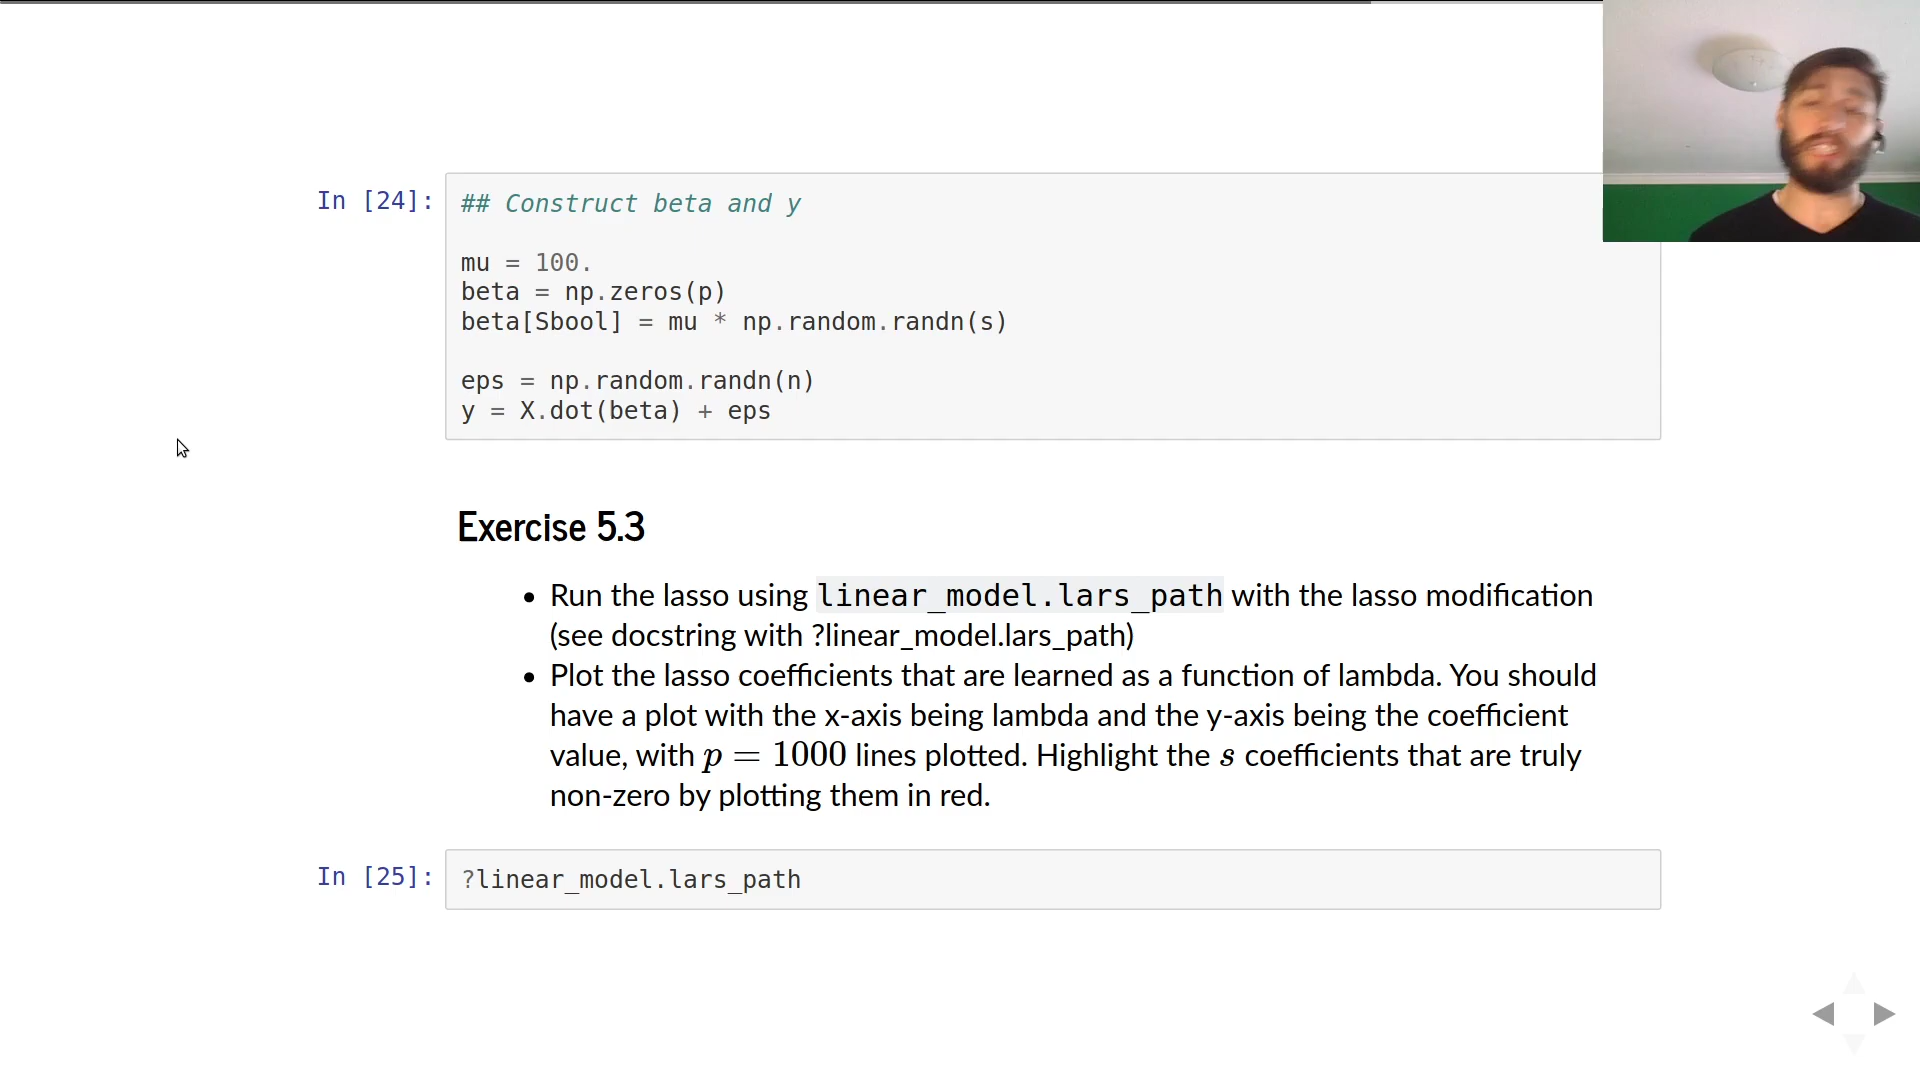 In [24]:
## Construct beta and y
mu = 100.
beta = np.zeros(p)
beta[Sbool] = mu * np.random.randn(s)
eps = np.random.randn(n)
y = X.dot(beta) + eps
Exercise 5.3
• Run the lasso using linear_model.lars_path with the lasso modification
(see docstring with ?linear_model.lars_path)
• Plot the lasso coefficients that are learned as a function of lambda. You should
have a plot with the x-axis being lambda and the y-axis being the coefficient
value, with p = 1000 lines plotted. Highlight the s coefficients that are truly
non-zero by plotting them in red.
In [25]:
?linear_model.lars_path